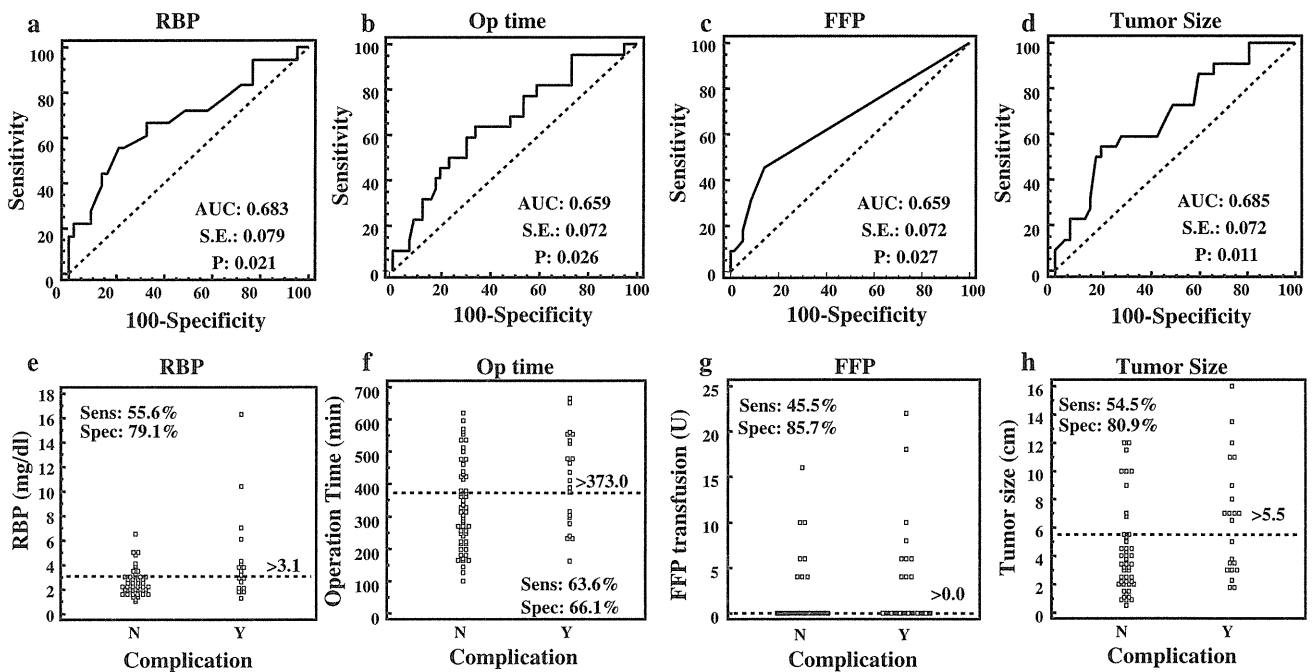 a RBP
Sensitivity
100
80
60
40
20
0
AUC: 0.683
S.E.: 0.079
P: 0.021
0 20 40 60 80 100
100-Specificity
b Op time
Sensitivity
100
80
60
40
20
0
AUC: 0.659
S.E.: 0.072
P: 0.026
0 20 40 60 80 100
100-Specificity
c FFP
Sensitivity
100
80
60
40
20
0
AUC: 0.659
S.E.: 0.072
P: 0.027
0 20 40 60 80 100
100-Specificity
d Tumor Size
Sensitivity
100
80
60
40
20
0
AUC: 0.685
S.E.: 0.072
P: 0.011
0 20 40 60 80 100
100-Specificity
e RBP
RBP (mg/dl)
18
16
14
12
10
8
6
4
2
0
Sens: 55.6%
Spec: 79.1%
>3.1
N Y
Complication
f Op time
Operation Time (min)
700
600
500
400
300
200
100
0
>373.0
Sens: 63.6%
Spec: 66.1%
N Y
Complication
g FFP
FFP transfusion (U)
25
20
15
10
5
0
Sens: 45.5%
Spec: 85.7%
>0.0
N Y
Complication
h Tumor Size
Tumor size (cm)
16
14
12
10
8
6
4
2
0
Sens: 54.5%
Spec: 80.9%
>5.5
N Y
Complication